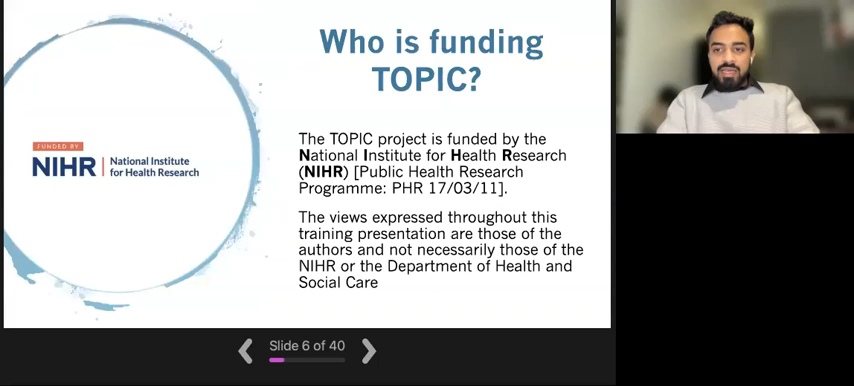 Who is funding
TOPIC?
FUNDED BY
NIHR | National Institute
for Health Research
The TOPIC project is funded by the
National Institute for Health Research
(NIHR) [Public Health Research
Programme: PHR 17/03/11].
The views expressed throughout this
training presentation are those of the
authors and not necessarily those of the
NIHR or the Department of Health and
Social Care
Slide 6 of 40